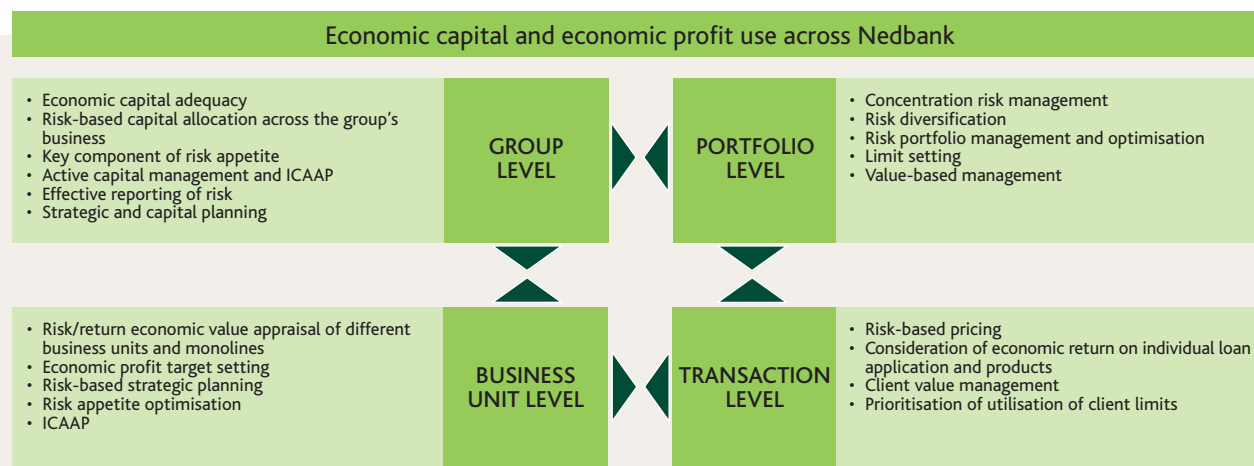 Economic capital and economic profit use across Nedbank
• Economic capital adequacy
• Risk-based capital allocation across the group's
business
• Key component of risk appetite
• Active capital management and ICAAP
• Effective reporting of risk
• Strategic and capital planning
GROUP
LEVEL
PORTFOLIO
LEVEL
• Concentration risk management
• Risk diversification
• Risk portfolio management and optimisation
• Limit setting
• Value-based management
• Risk/return economic value appraisal of different
business units and monolines
• Economic profit target setting
• Risk-based strategic planning
• Risk appetite optimisation
• ICAAP
BUSINESS
UNIT LEVEL
TRANSACTION
LEVEL
• Risk-based pricing
• Consideration of economic return on individual loan
application and products
• Client value management
• Prioritisation of utilisation of client limits